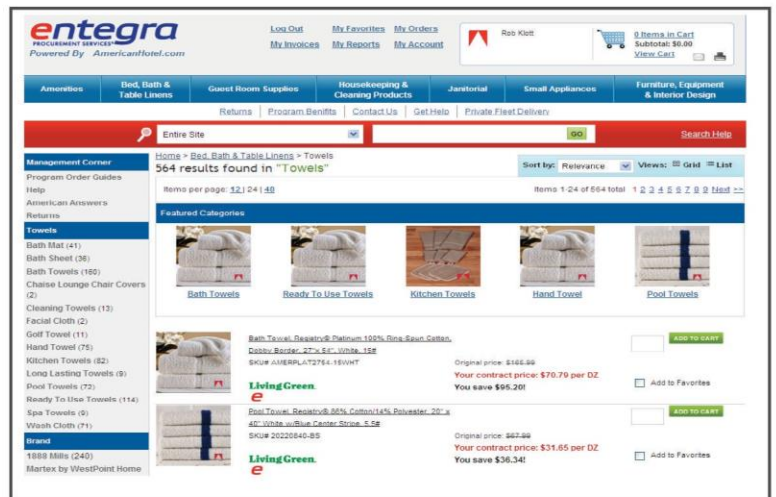 entegra
PROCUREMENT SERVICES
Powered By AmericanHotel.com
Log Out My Favorites My Orders
My Invoices My Reports My Account
Rob Klott
0 Items in Cart
Subtotal: $0.00
View Cart
Amenities
Bed, Bath & Table Linens
Guest Room Supplies
Housekeeping & Cleaning Products
Janitorial
Small Appliances
Furniture, Equipment & Interior Design
Returns | Program Benifits | Contact Us | Get Help | Private Fleet Delivery
Entire Site
GO
Search Help
Management Corner
Program Order Guides
Help
American Answers
Returns
Towels
Bath Mat (41)
Bath Sheet (36)
Bath Towels (160)
Chaise Lounge Chair Covers
(2)
Cleaning Towels (13)
Facial Cloth (2)
Golf Towel (11)
Hand Towel (75)
Kitchen Towels (82)
Long Lasting Towels (9)
Pool Towels (72)
Ready To Use Towels (114)
Spa Towels (9)
Wash Cloth (71)
Brand
1888 Mills (240)
Martex by WestPoint Home
Home > Bed, Bath & Table Linens > Towels
564 results found in "Towels"
Sort by: Relevance Views: Grid List
Items per page: 12 | 24 | 48
Items 1-24 of 564 total 1 2 3 4 5 6 7 8 9 Next >>
Featured Categories
Bath Towels
Ready To Use Towels
Kitchen Towels
Hand Towel
Pool Towels
Bath Towel, Registry® Platinum 100% Ring-Spun Cotton,
Dobby Border, 27"x 54", White, 15#
SKU# AMERPLAT2754-15WHT
LivingGreen.
e
Original price: $165.99
Your contract price: $70.79 per DZ
You save $95.20!
ADD TO CART
Add to Favorites
Pool Towel, Registry® 86% Cotton/14% Polyester, 20" x
40" White w/Blue Center Stripe, 5.5#
SKU# 20220840-BS
LivingGreen.
e
Original price: $67.99
Your contract price: $31.65 per DZ
You save $36.34!
ADD TO CART
Add to Favorites